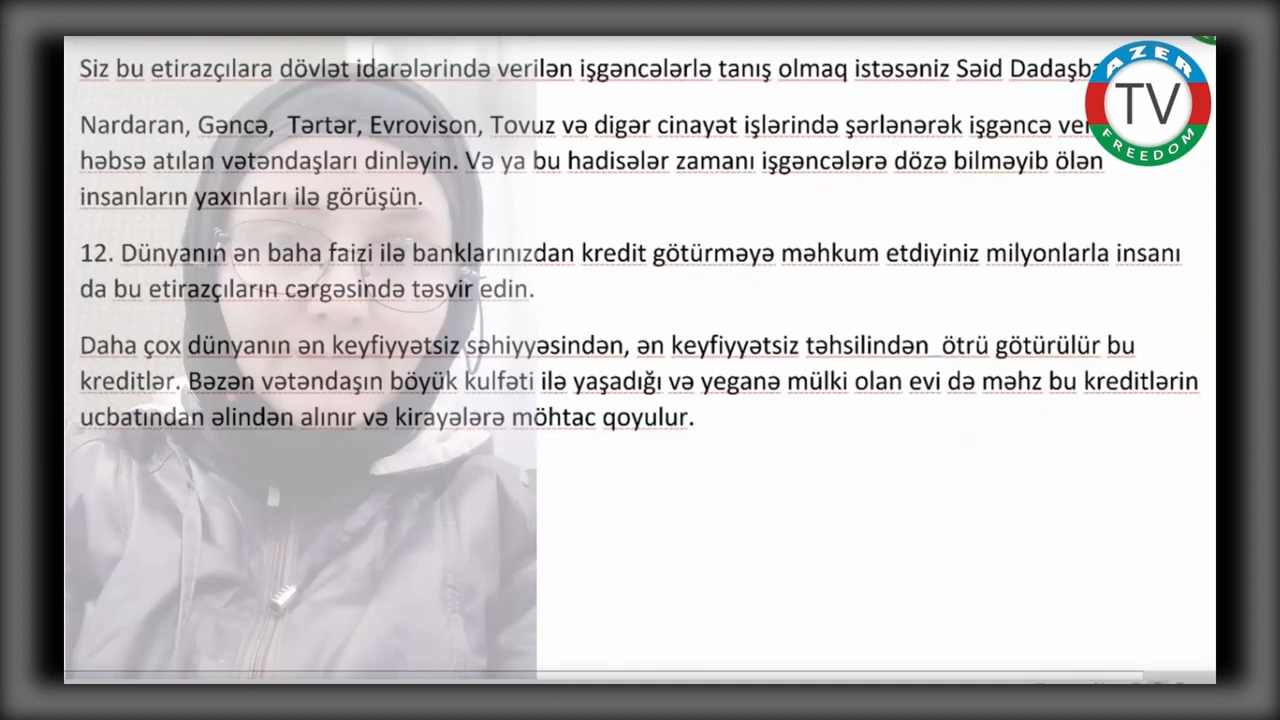 Siz bu etirazçılara dövlət idarələrində verilən işgəncələrlə tanış olmaq istəsəniz Səid
Nardaran, Gəncə, Tərtər, Evrovison, Tovuz və digər cinayət işlərində şərlənərək işgəncə
həbsə atılan vətəndaşları dinləyin. Və ya bu hadisələr zamanı işgəncələrə dözə bilməyib ölən
insanların yaxınları ilə görüşün.
12. Dünyanın ən baha faizi ilə banklarınızdan kredit götürməyə məhkum etdiyiniz milyonlarla insanı
da bu etirazçıların cərgəsində təsvir edin.
Daha çox dünyanın ən keyfiyyətsiz səhiyyəsindən, ən keyfiyyətsiz təhsilindən ötrü götürülür bu
kreditlər. Bəzən vətəndaşın böyük kulfəti ilə yaşadığı və yeganə mülki olan evi də məhz bu kreditlərin
ucbatından əlindən alınır və kirayələrə möhtac qoyulur.
AZER
TV
FREEDOM